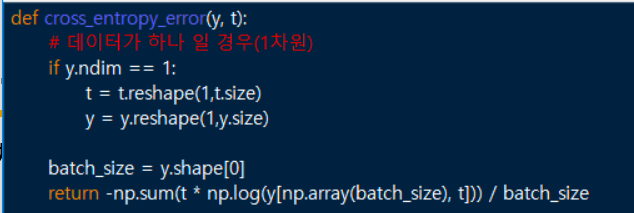 def cross_entropy_error(y, t):
# 데이터가 하나 일 경우(1차원)
if y.ndim == 1:
t = t.reshape(1,t.size)
y = y.reshape(1,y.size)
batch_size = y.shape[0]
return -np.sum(t * np.log(y[np.array(batch_size), t])) / batch_size